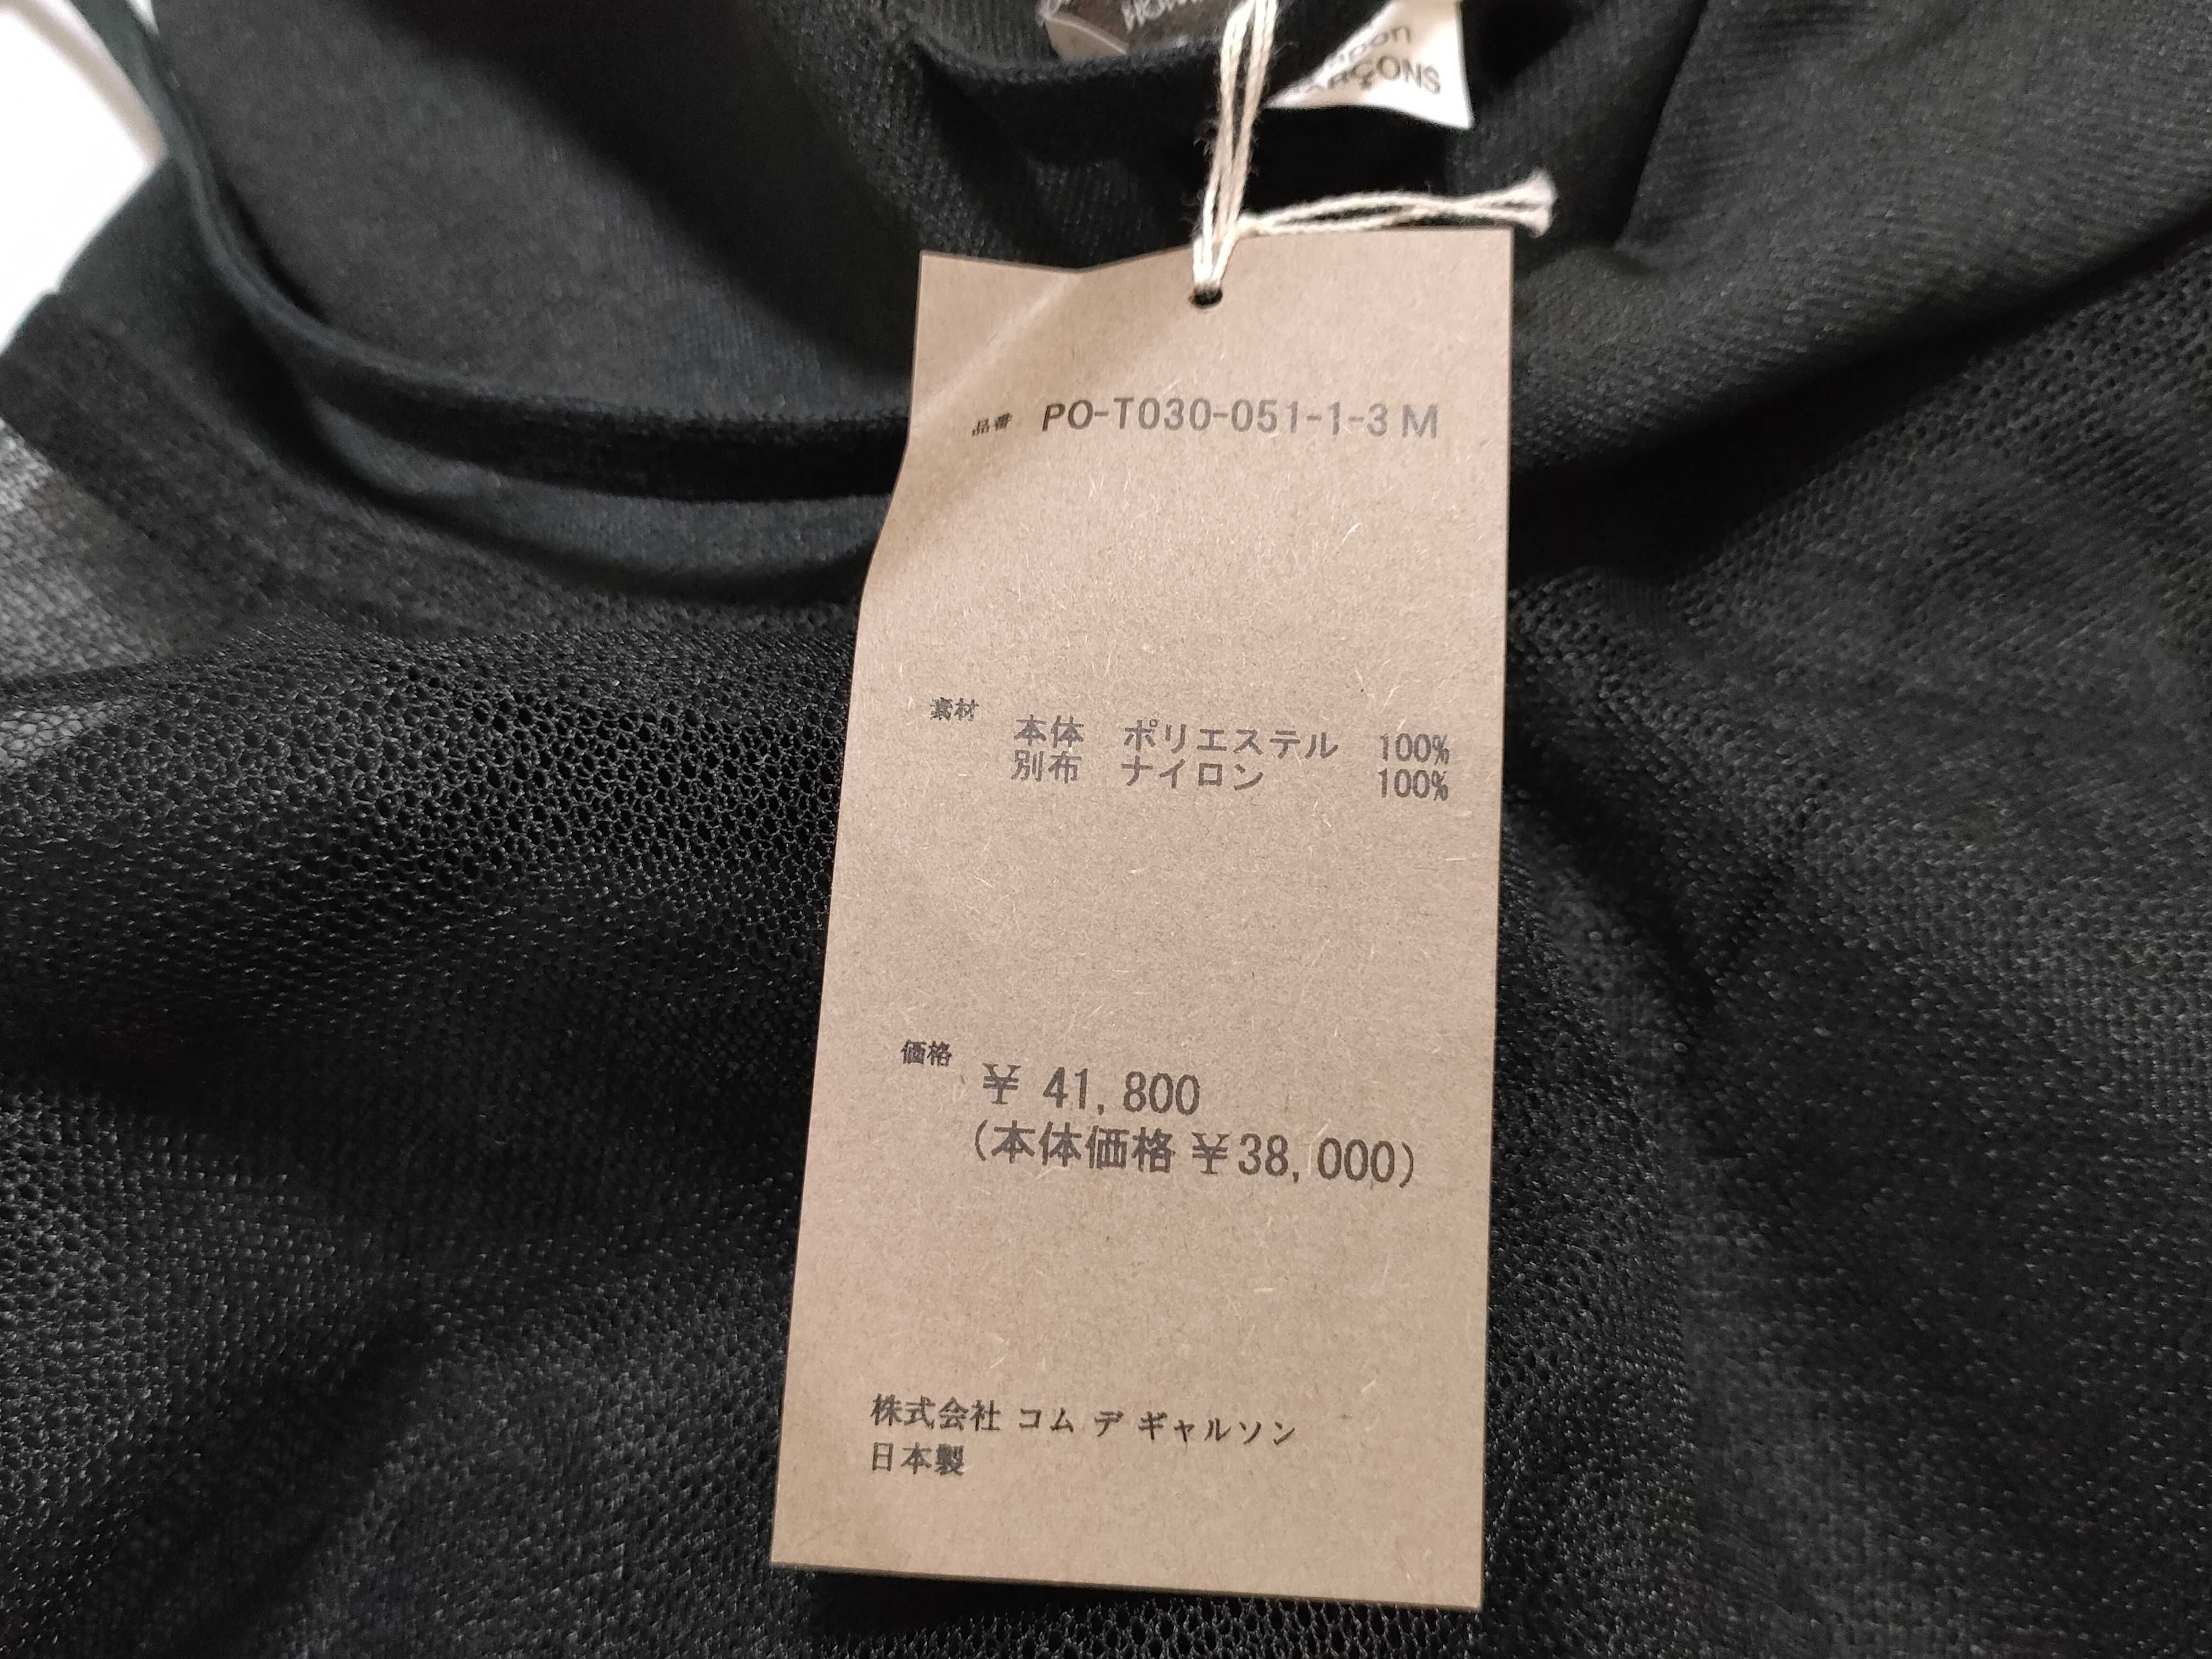 GARÇONS
品番 PO-T030-051-1-3 M
素材
本体 ポリエステル 100%
別布 ナイロン 100%
価格
¥ 41,800
(本体価格 ¥38,000)
株式会社 コム デ ギャルソン
日本製